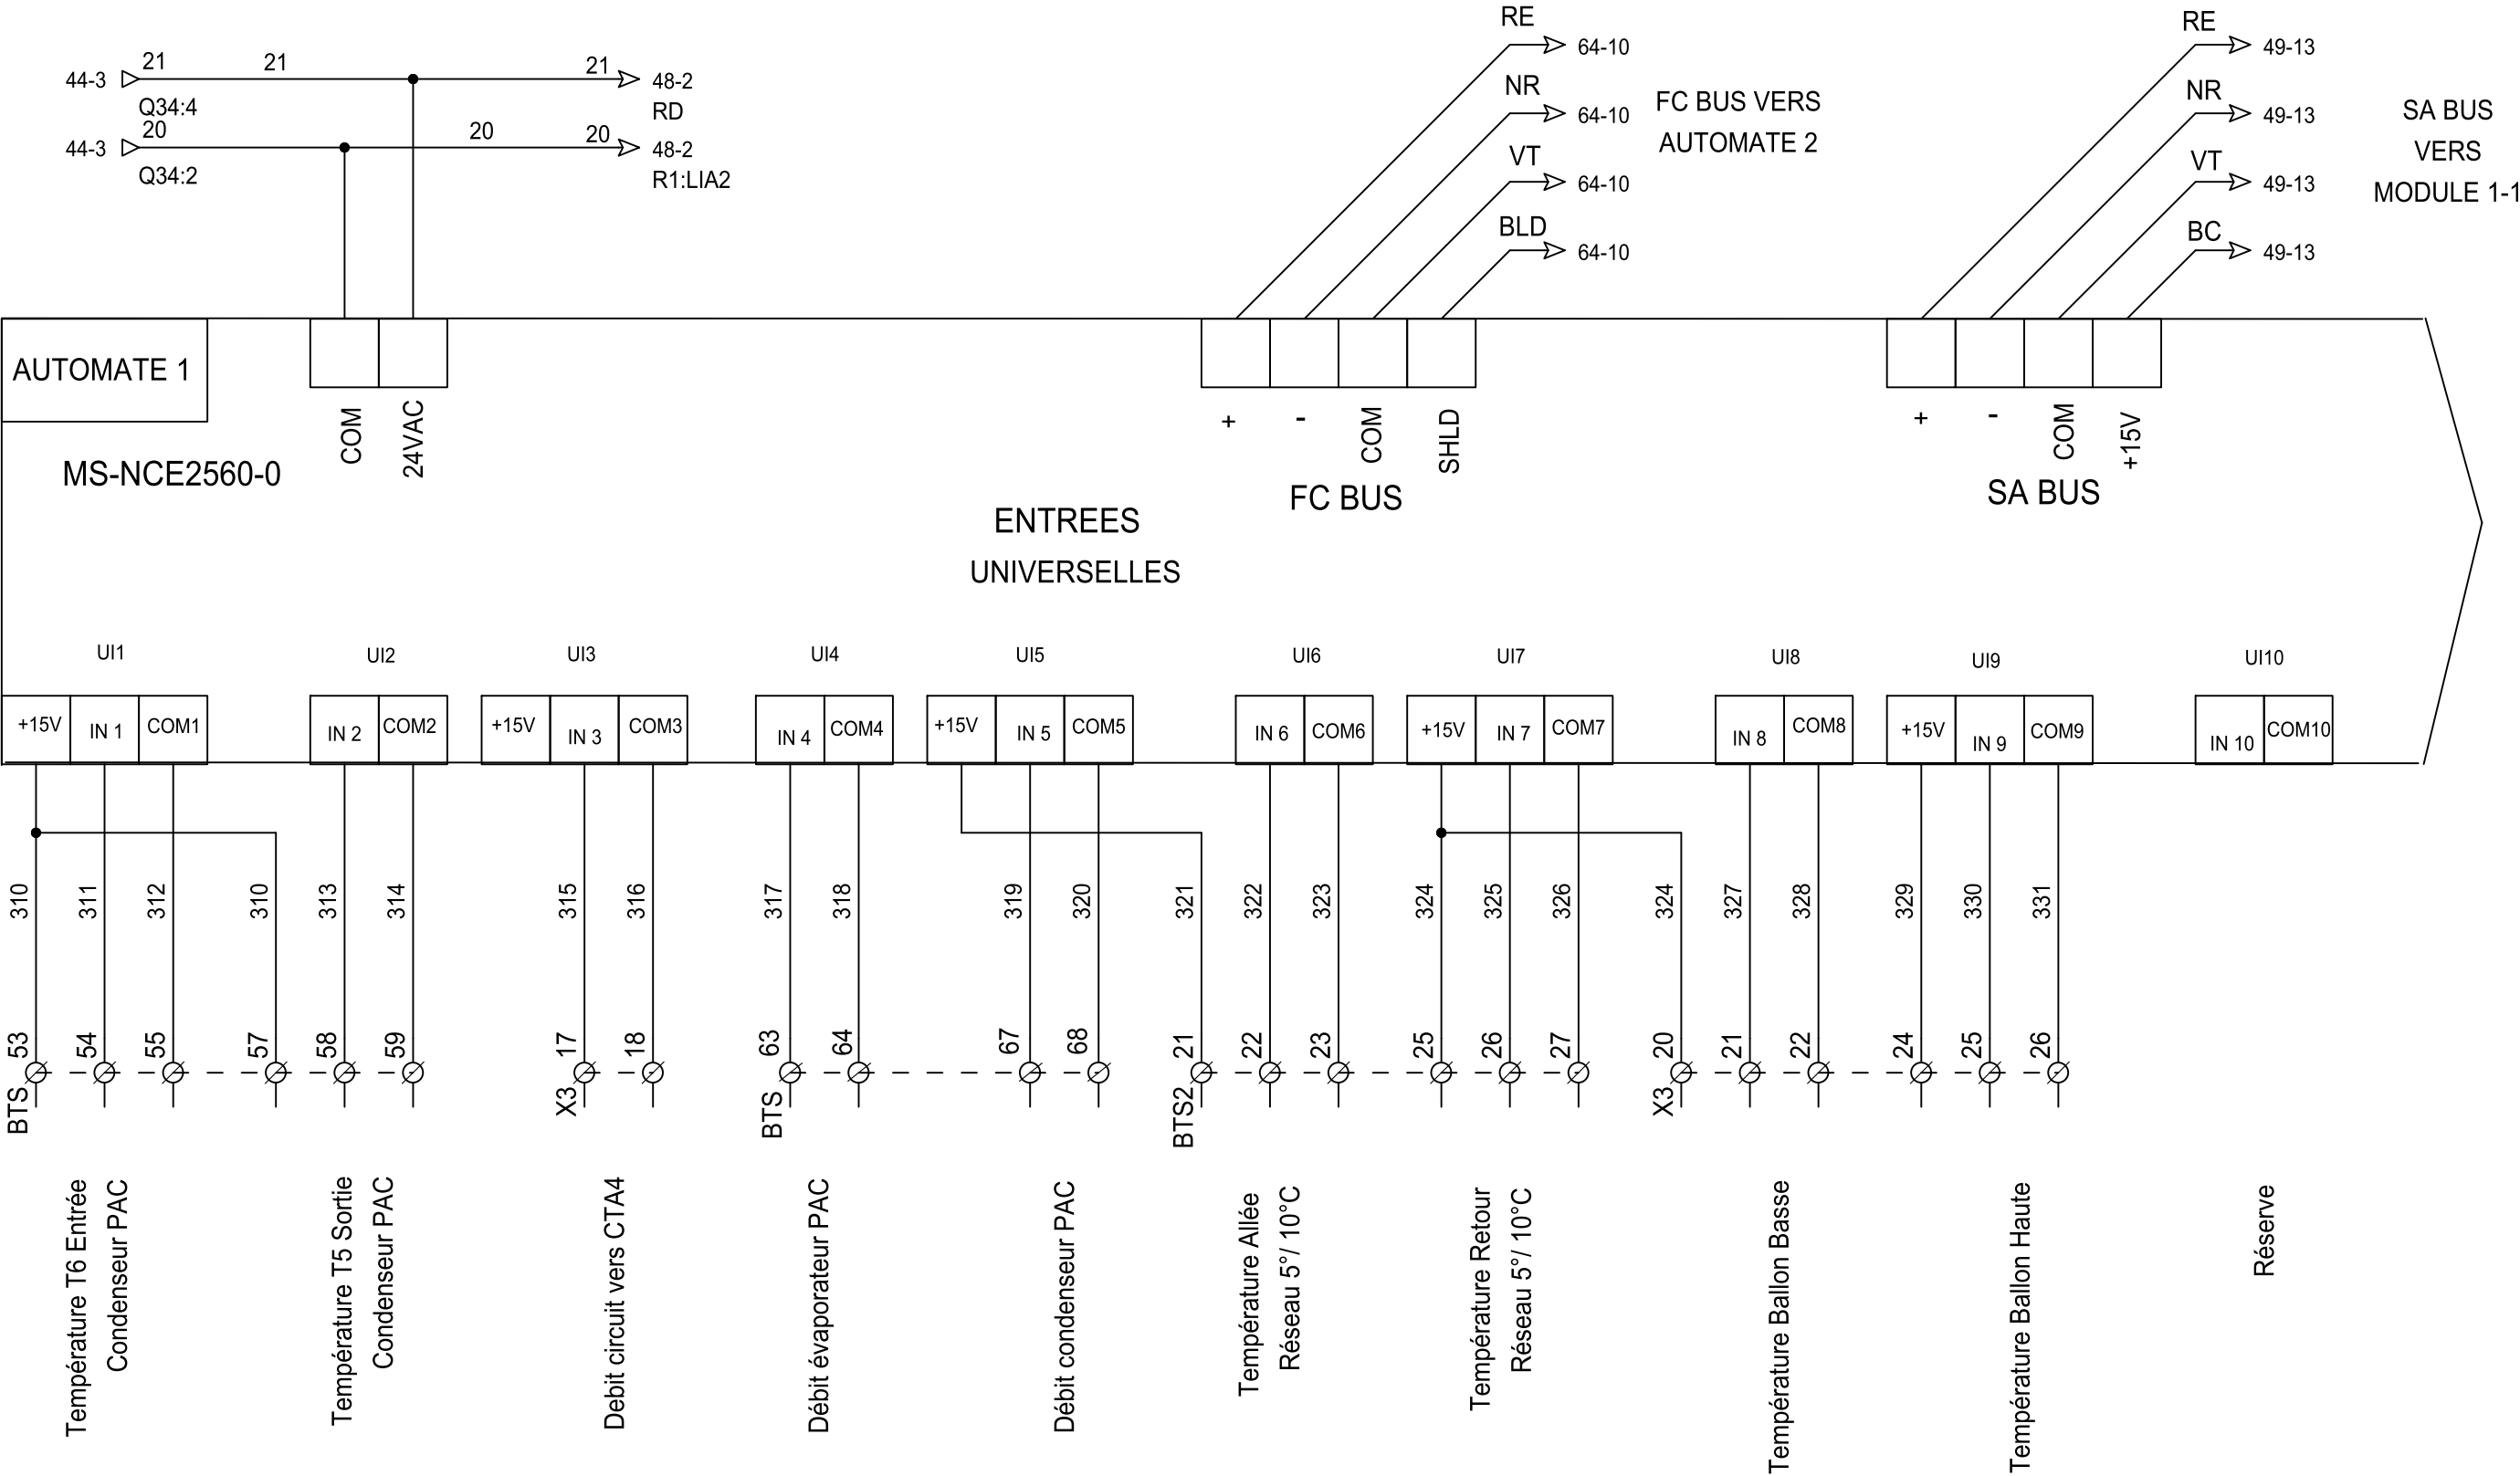 21
21
21
44-3
48-2
Q34:4
RD
20
20
20
44-3
48-2
Q34:2
R1:LIA2
RE
64-10
NR
64-10
VT
64-10
BLD
64-10
FC BUS VERS
AUTOMATE 2
RE
49-13
NR
49-13
VT
49-13
BC
49-13
SA BUS
VERS
MODULE 1-1
AUTOMATE 1
MS-NCE2560-0
COM
24VAC
+
-
COM
SHLD
FC BUS
+
-
COM
+15V
SA BUS
ENTREES
UNIVERSELLES
UI1
UI2
UI3
UI4
UI5
UI6
UI7
UI8
UI9
UI10
+15V
IN 1
COM1
IN 2
COM2
+15V
IN 3
COM3
IN 4
COM4
+15V
IN 5
COM5
IN 6
COM6
+15V
IN 7
COM7
IN 8
COM8
+15V
IN 9
COM9
IN 10
COM10
310
311
312
310
313
314
315
316
317
318
319
320
321
322
323
324
325
326
324
327
328
329
330
331
BTS
53
54
55
57
58
59
X3
17
18
BTS
63
64
67
68
BTS2
21
22
23
25
26
27
X3
20
21
22
24
25
26
Température T6 Entrée
Condenseur PAC
Température T5 Sortie
Condenseur PAC
Debit circuit vers CTA4
Débit évaporateur PAC
Débit condenseur PAC
Température Allée
Réseau 5°/ 10°C
Température Retour
Réseau 5°/ 10°C
Température Ballon Basse
Température Ballon Haute
Réserve